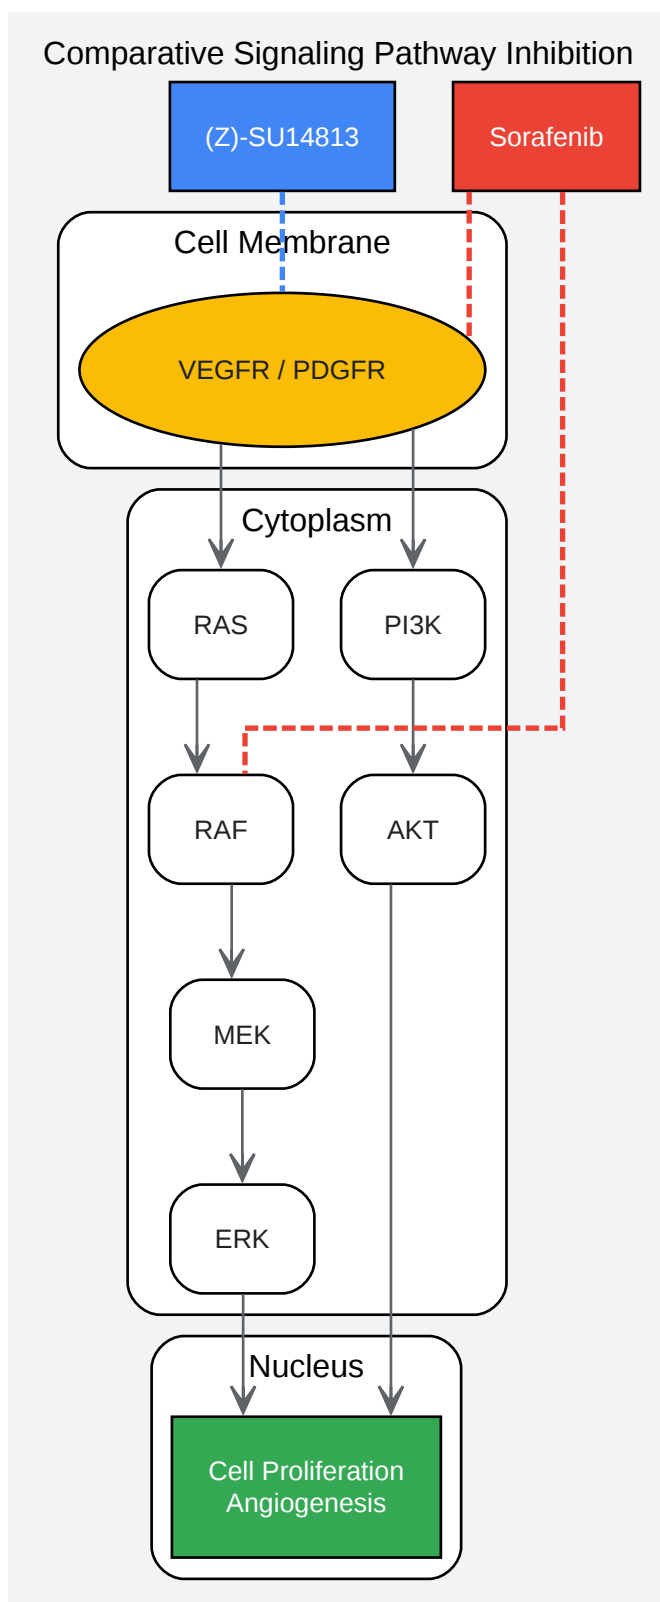 Comparative Signaling Pathway Inhibition
(Z)-SU14813
Sorafenib
Cell Membrane
VEGFR / PDGFR
Cytoplasm
RAS
PI3K
RAF
AKT
MEK
ERK
Nucleus
Cell Proliferation
Angiogenesis